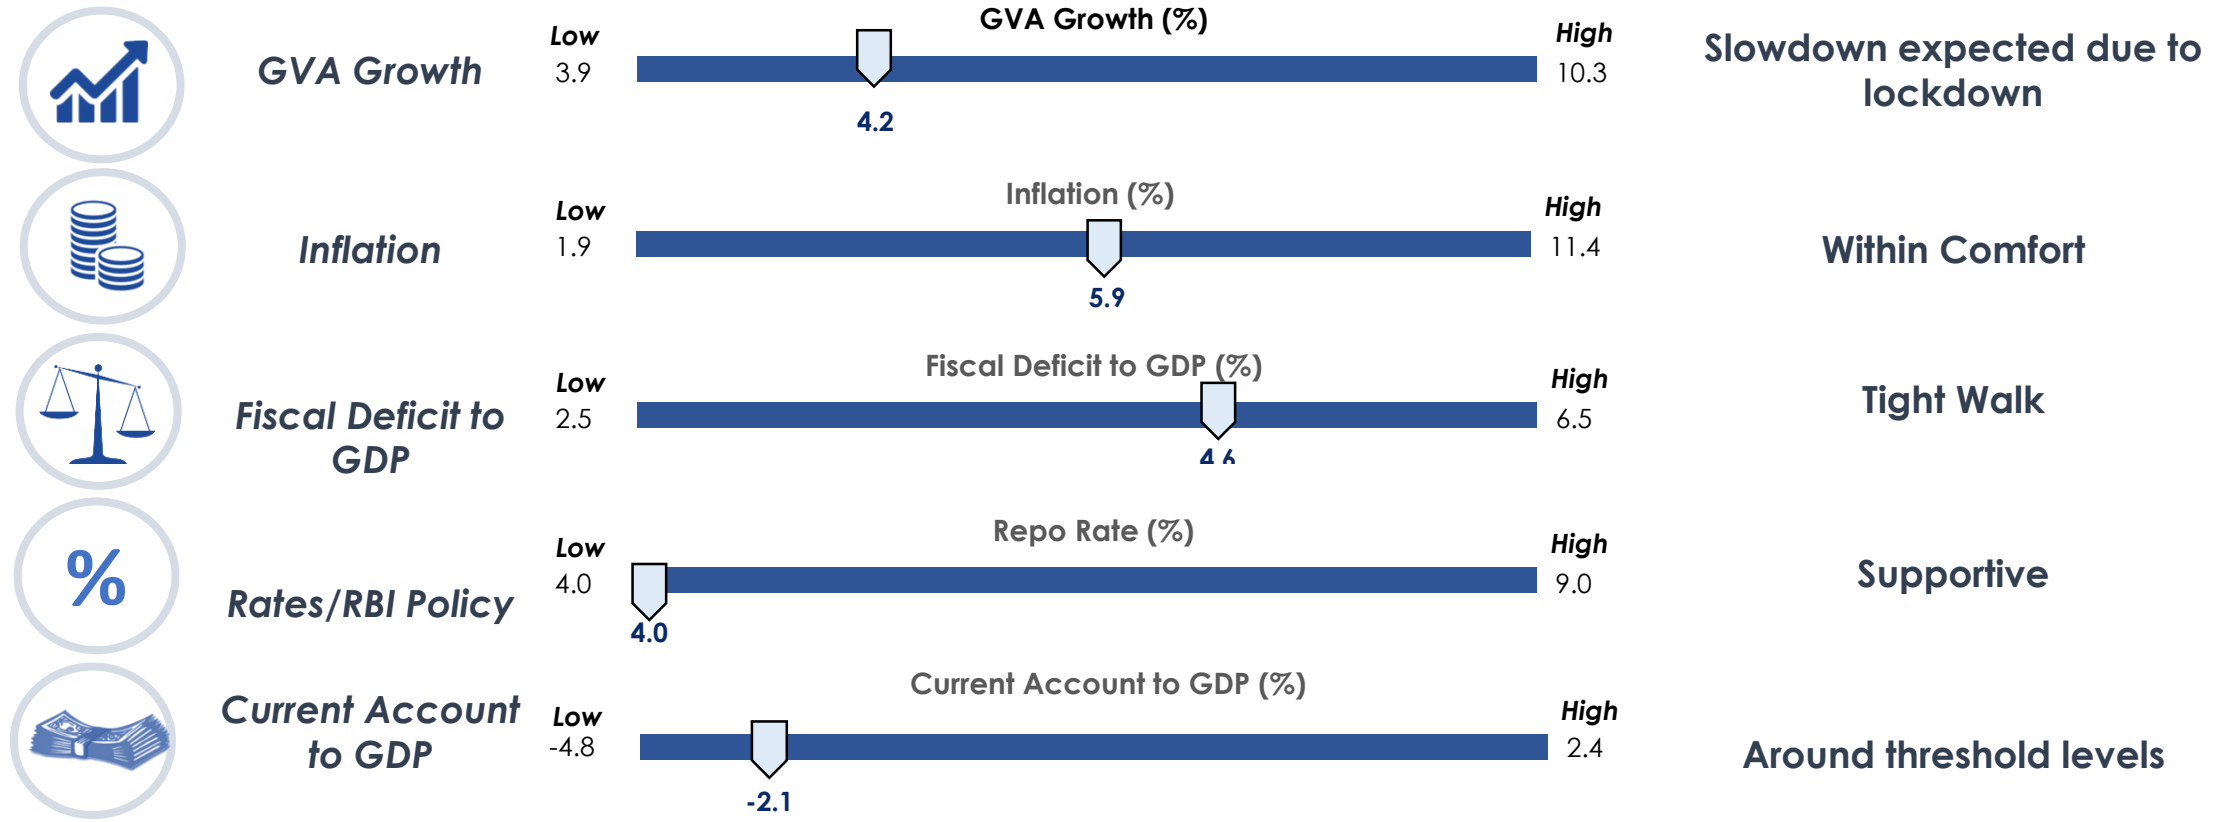 GVA Growth (%)
GVA Growth
Low
3.9
High
10.3
4.2
Slowdown expected due to
lockdown
Inflation (%)
Inflation
Low
1.9
High
11.4
5.9
Within Comfort
Fiscal Deficit to GDP (%)
Fiscal Deficit to
GDP
Low
2.5
High
6.5
4.6
Tight Walk
Repo Rate (%)
%
Rates/RBI Policy
Low
4.0
High
9.0
4.0
Supportive
Current Account to GDP (%)
Current Account
to GDP
Low
-4.8
High
2.4
-2.1
Around threshold levels